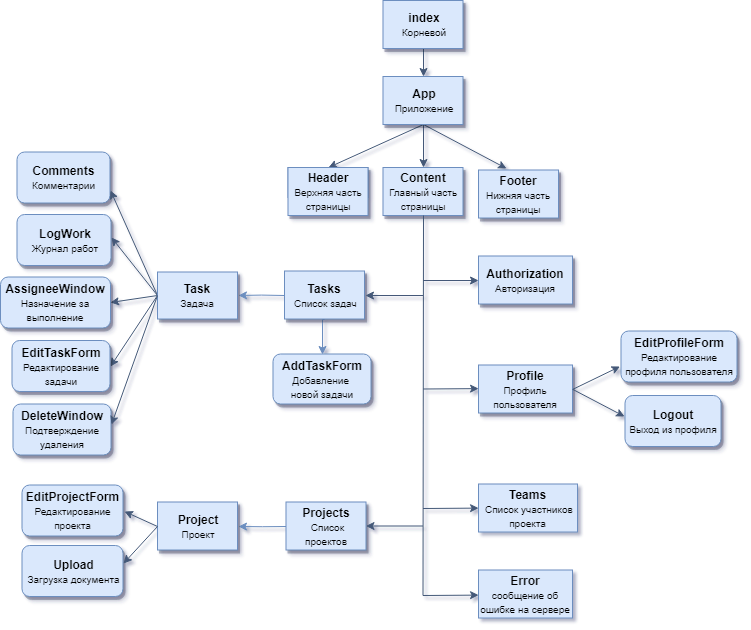 index
Корневой
App
Приложение
Header
Верхняя часть
страницы
Content
Главный часть
страницы
Footer
Нижняя часть
страницы
Comments
Комментарии
LogWork
Журнал работ
AssigneeWindow
Назначение за
выполнение
EditTaskForm
Редактирование
задачи
DeleteWindow
Подтверждение
удаления
Task
Задача
Tasks
Список задач
AddTaskForm
Добавление
новой задачи
Authorization
Авторизация
Profile
Профиль
пользователя
EditProfileForm
Редактирование
профиля пользователя
Logout
Выход из профиля
Teams
Список участников
проекта
Error
сообщение об
ошибке на сервере
EditProjectForm
Редактирование
проекта
Upload
Загрузка документа
Project
Проект
Projects
Список
проектов